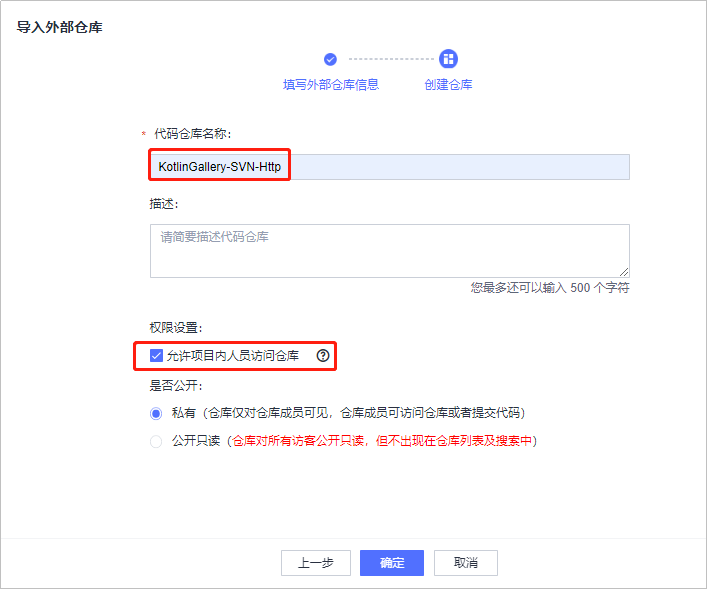 导入外部仓库
填写外部仓库信息 创建仓库
* 代码仓库名称:
KotlinGallery-SVN-Http
描述:
请简要描述代码仓库
您最多还可以输入 500 个字符
权限设置:
允许项目内人员访问仓库 ?
是否公开:
私有（仓库仅对仓库成员可见，仓库成员可访问仓库或者提交代码）
公开只读（仓库对所有访客公开只读，但不出现在仓库列表及搜索中）
上一步 确定 取消